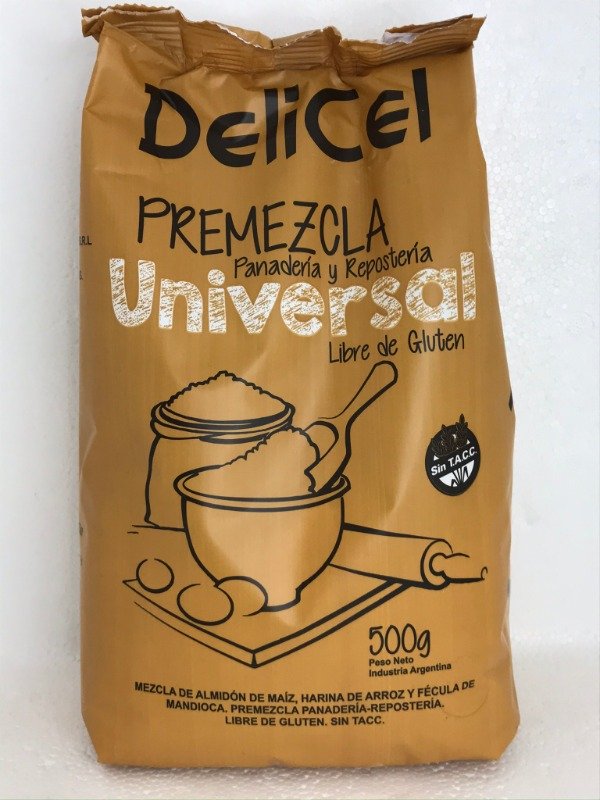 DeliCel
PREMEZCLA
Panadería y Repostería
Universal
Libre de Gluten
R.L
Sin T.A.C.C.
500g
Peso Neto
Industria Argentina
MEZCLA DE ALMIDÓN DE MAÍZ, HARINA DE ARROZ Y FÉCULA DE
MANDIOCA. PREMEZCLA PANADERÍA-REPOSTERÍA.
LIBRE DE GLUTEN. SIN TACC.